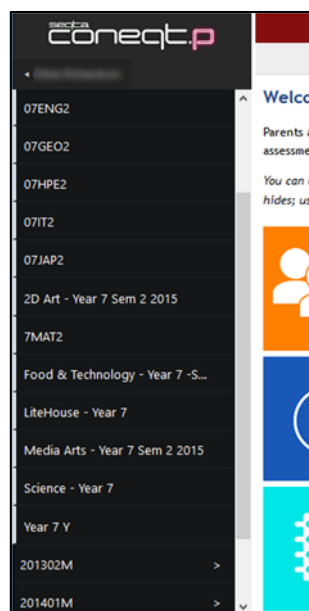 seqta
coneqt.p
Welco
Parents a
assessme
You can
hides; us
07ENG2
07GEO2
07HPE2
07IT2
07JAP2
2D Art - Year 7 Sem 2 2015
7MAT2
Food & Technology - Year 7 -S...
LiteHouse - Year 7
Media Arts - Year 7 Sem 2 2015
Science - Year 7
Year 7 Y
201302M >
201401M >